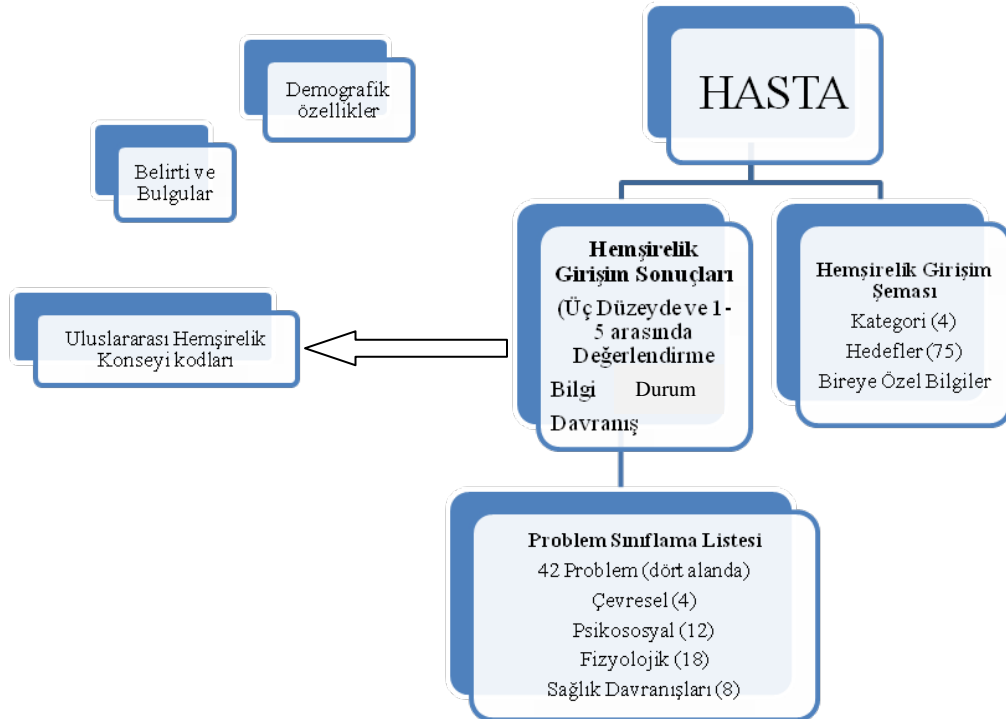 HASTA
Demografik
özellikler
Belirti ve
Bulgular
Uluslararası Hemşirelik
Konseyi kodları
Hemşirelik
Girişim Sonuçları
(Üç Düzeyde ve 1-
5 arasında
Değerlendirme
Bilgi Durum
Davranış
Hemşirelik Girişim
Şeması
Kategori (4)
Hedefler (75)
Bireye Özel Bilgiler
Problem Sınıflama Listesi
42 Problem (dört alanda)
Çevresel (4)
Psikososyal (12)
Fizyolojik (18)
Sağlık Davranışları (8)